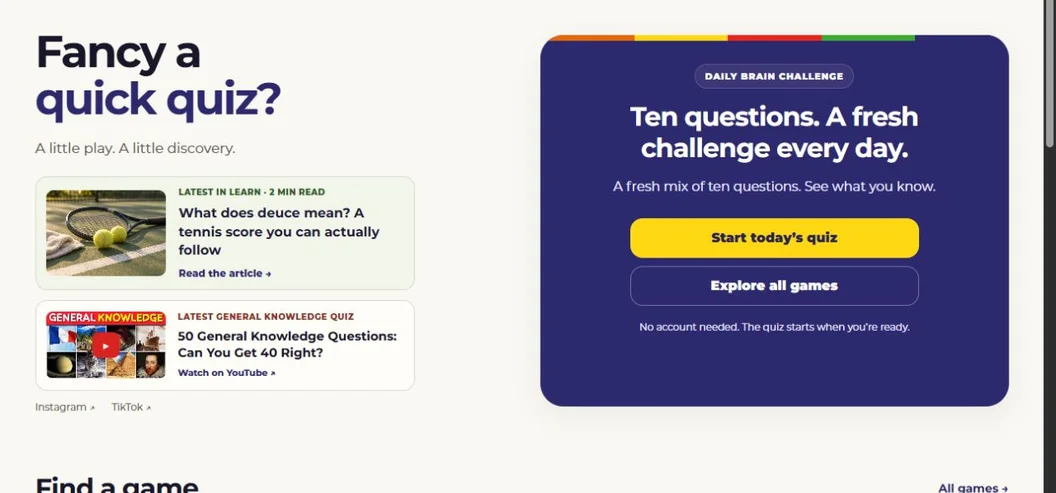 Fancy a
quick quiz?
A little play. A little discovery.
LATEST IN LEARN · 2 MIN READ
What does deuce mean? A
tennis score you can actually
follow
Read the article →
GENERAL KNOWLEDGE
LATEST GENERAL KNOWLEDGE QUIZ
50 General Knowledge Questions:
Can You Get 40 Right?
Watch on YouTube ↗
Instagram ↗
TikTok ↗
DAILY BRAIN CHALLENGE
Ten questions. A fresh
challenge every day.
A fresh mix of ten questions. See what you know.
Start today’s quiz
Explore all games
No account needed. The quiz starts when you’re ready.
Find a game
All games →